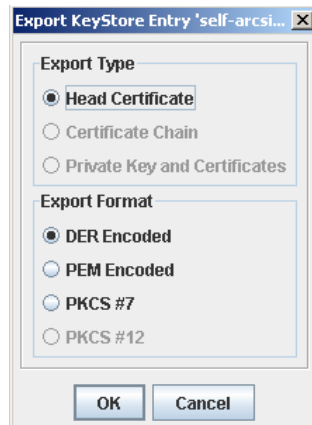 Export KeyStore Entry 'self-arcsi...
Export Type
Head Certificate
Certificate Chain
Private Key and Certificates
Export Format
DER Encoded
PEM Encoded
PKCS #7
PKCS #12
OK Cancel